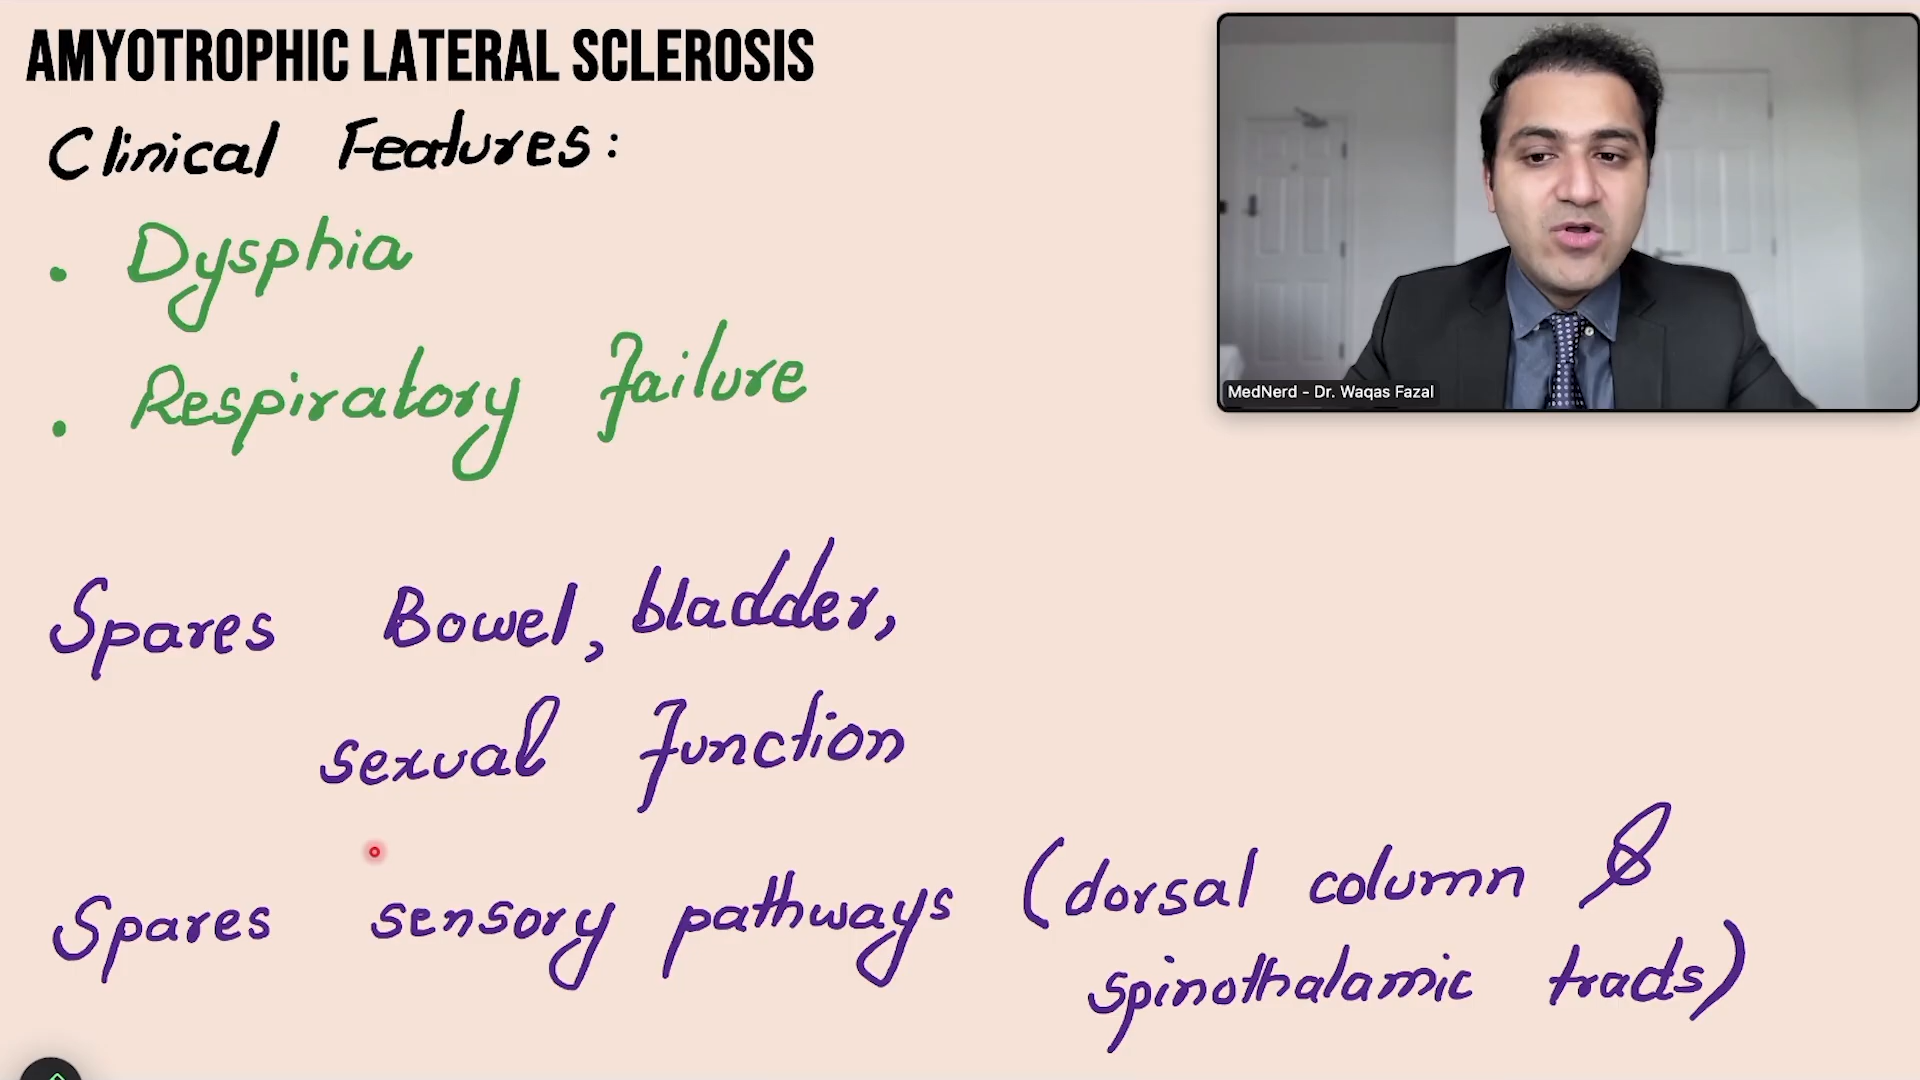 AMYOTROPHIC LATERAL SCLEROSIS
Clinical Features:
. Dysphia
. Respiratory failure
Spares Bowel, bladder,
sexual function
Spares sensory pathways (dorsal column &
spinothalamic tracts)
MedNerd - Dr. Waqas Fazal